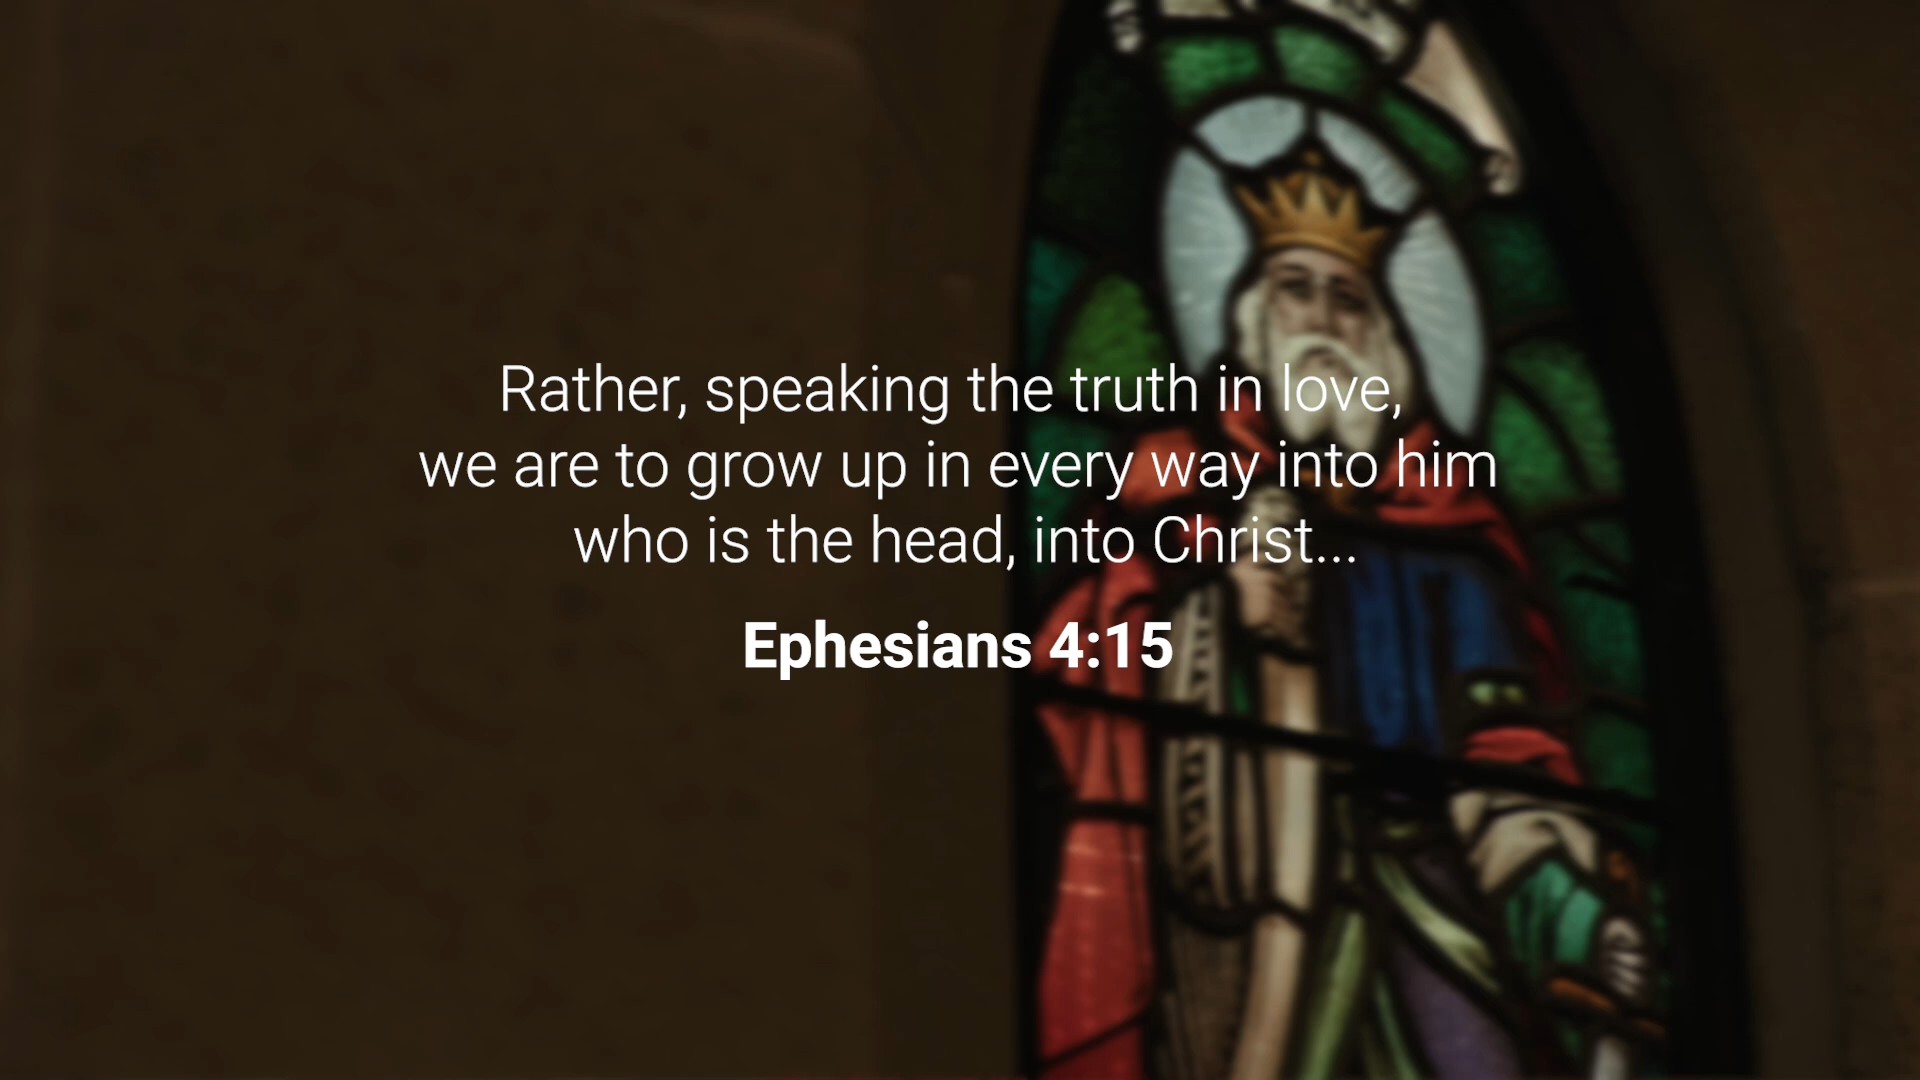 Rather, speaking the truth in love,
we are to grow up in every way into him
who is the head, into Christ...
Ephesians 4:15